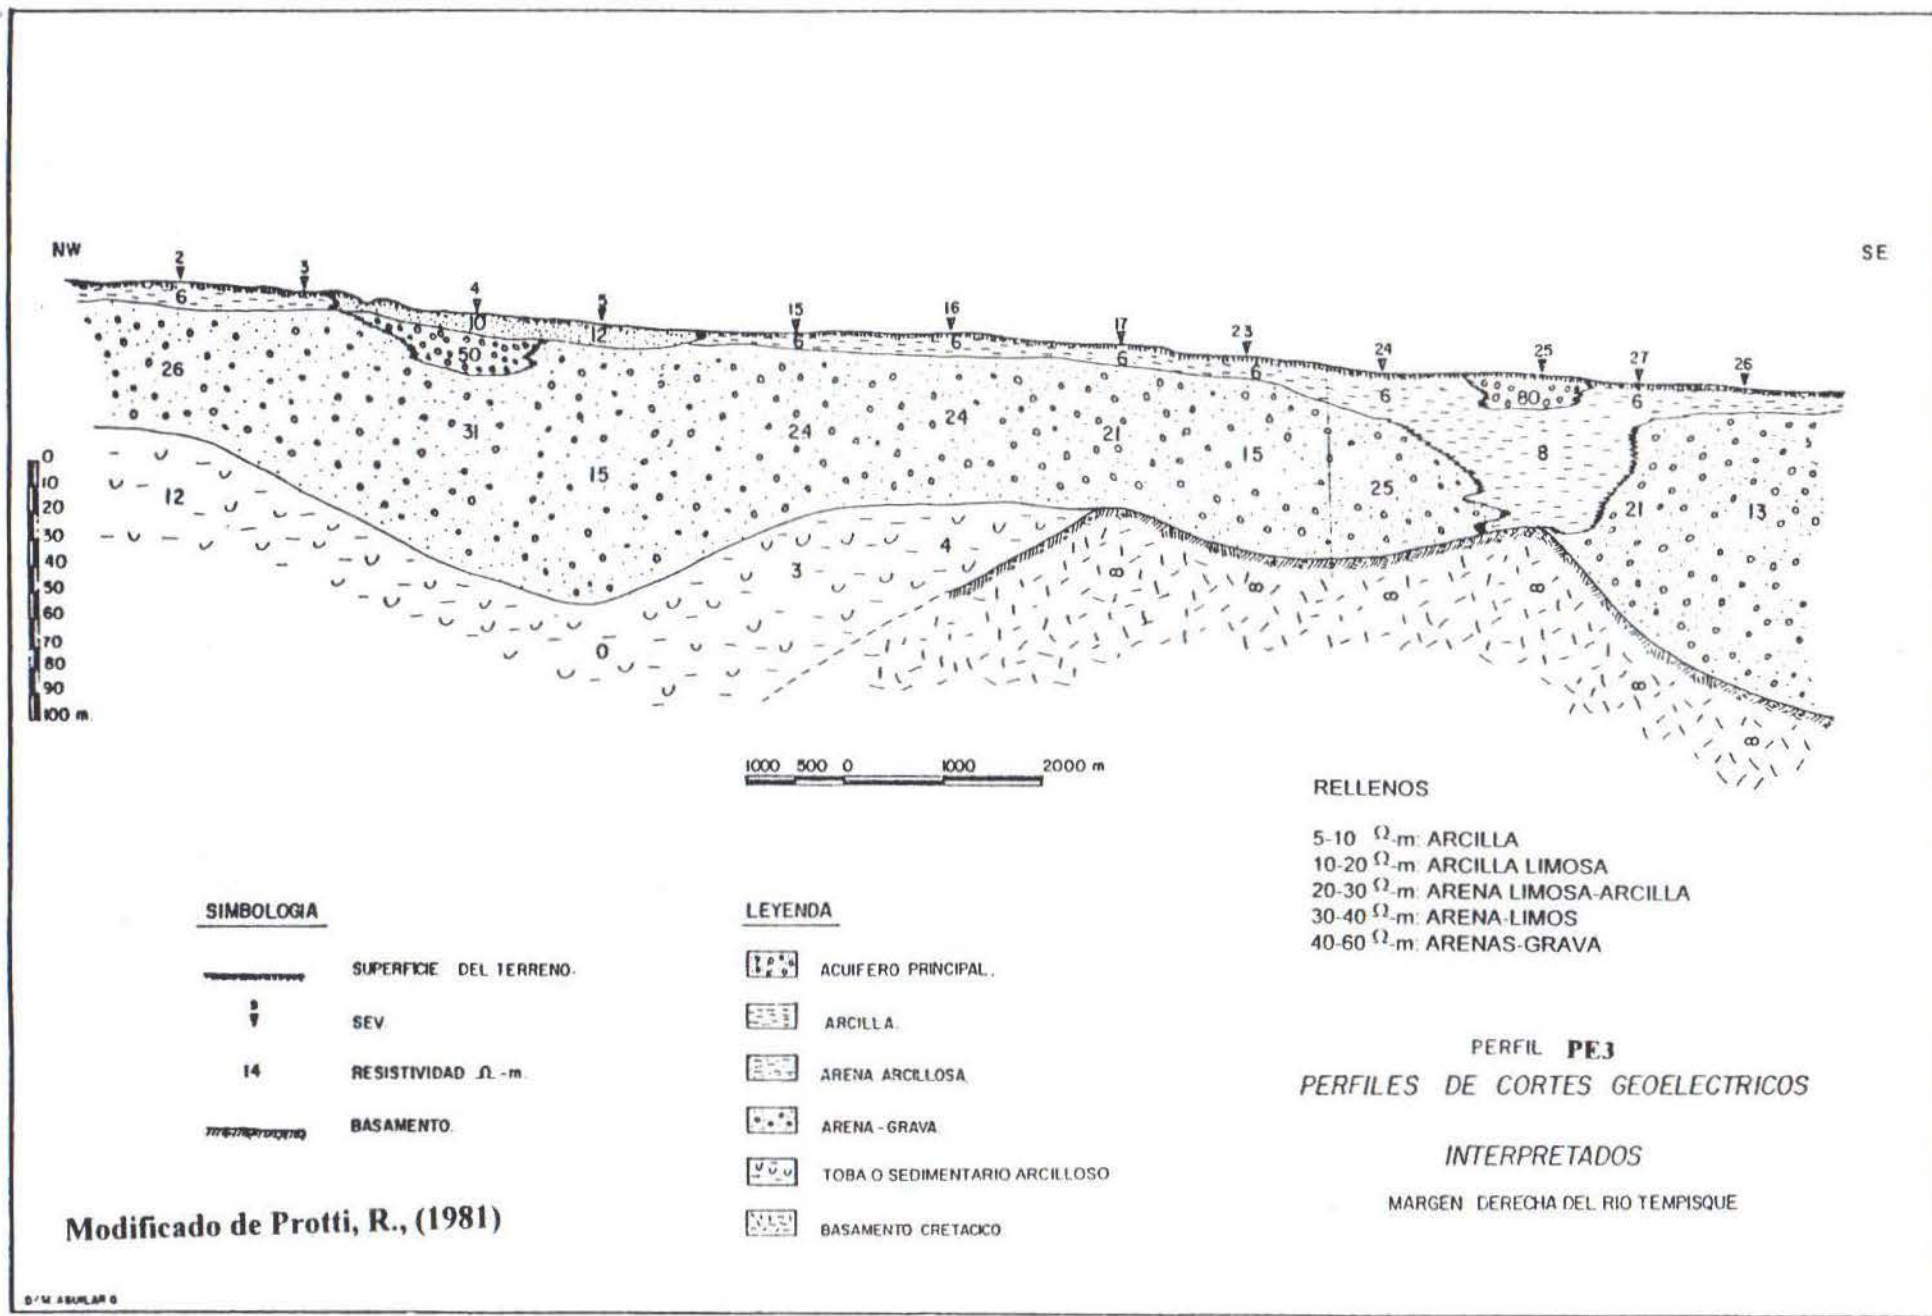 NW
SE
2
3
4
5
15
16
17
23
24
25
27
26
6
10
12
6
6
6
6
6
80
6
50
26
31
15
24
24
21
15
25
8
21
13
12
4
3
0
∞
∞
∞
∞
∞
∞
0
10
20
30
40
50
60
70
80
90
100 m.
1000 500 0 1000 2000 m
RELLENOS
5-10 Ω-m: ARCILLA
10-20 Ω-m: ARCILLA LIMOSA
20-30 Ω-m: ARENA LIMOSA-ARCILLA
30-40 Ω-m: ARENA-LIMOS
40-60 Ω-m: ARENAS-GRAVA
SIMBOLOGIA
SUPERFICIE DEL TERRENO.
9
SEV.
14 RESISTIVIDAD Ω-m.
BASAMENTO.
LEYENDA
ACUIFERO PRINCIPAL.
ARCILLA.
ARENA ARCILLOSA.
ARENA-GRAVA
TOBA O SEDIMENTARIO ARCILLOSO
BASAMENTO CRETACICO
PERFIL PE3
PERFILES DE CORTES GEOELECTRICOS
INTERPRETADOS
MARGEN DERECHA DEL RIO TEMPISQUE
Modificado de Protti, R., (1981)
D/M AGUILAR G